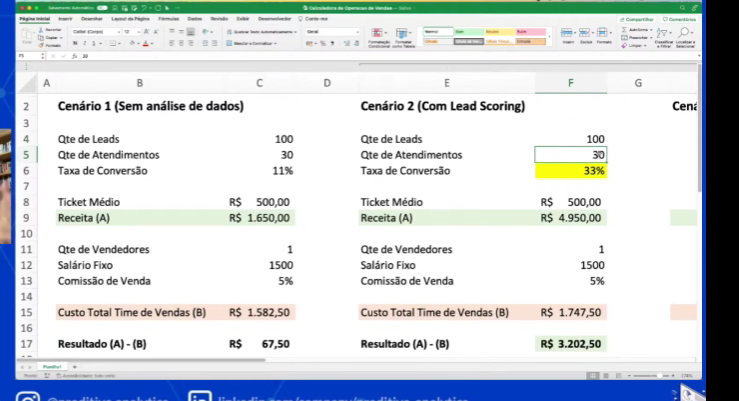 Calculadora de Operacao de Vendas
Página Inicial Inserir Desenhar Layout da Página Fórmulas Dados Revisão Exibir Desenvolvedor Conte-me
Compartilhar Comentários
Calibri (Corpo) 12 Geral
F5
A B C D E F G
2 Cenário 1 (Sem análise de dados) Cenário 2 (Com Lead Scoring) Cená
3
4 Qte de Leads 100 Qte de Leads 100
5 Qte de Atendimentos 30 Qte de Atendimentos 30
6 Taxa de Conversão 11% Taxa de Conversão 33%
7
8 Ticket Médio R$ 500,00 Ticket Médio R$ 500,00
9 Receita (A) R$ 1.650,00 Receita (A) R$ 4.950,00
10
11 Qte de Vendedores 1 Qte de Vendedores 1
12 Salário Fixo 1500 Salário Fixo 1500
13 Comissão de Venda 5% Comissão de Venda 5%
14
15 Custo Total Time de Vendas (B) R$ 1.582,50 Custo Total Time de Vendas (B) R$ 1.747,50
16
17 Resultado (A) - (B) R$ 67,50 Resultado (A) - (B) R$ 3.202,50
Planilha1